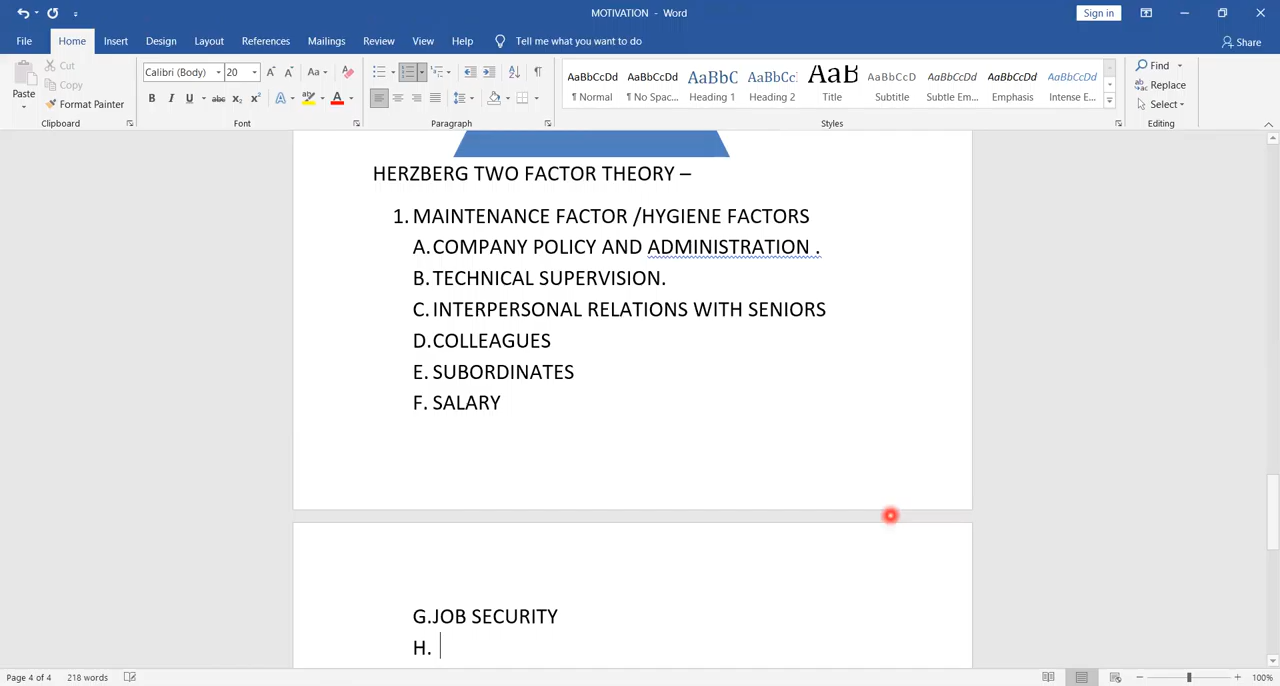 MOTIVATION - Word
Sign in
File Home Insert Design Layout References Mailings Review View Help Tell me what you want to do Share
Paste Cut Copy Format Painter
Calibri (Body) 20
AaBbCcDd AaBbCcDd AaBbC AaBbCc AaB AaBbCcD AaBbCcDd AaBbCcDd AaBbCcDd
¶ Normal ¶ No Spac... Heading 1 Heading 2 Title Subtitle Subtle Em... Emphasis Intense E...
Find
Replace
Select
Clipboard Font Paragraph Styles Editing
HERZBERG TWO FACTOR THEORY –
1. MAINTENANCE FACTOR /HYGIENE FACTORS
A.COMPANY POLICY AND ADMINISTRATION .
B. TECHNICAL SUPERVISION.
C. INTERPERSONAL RELATIONS WITH SENIORS
D.COLLEAGUES
E. SUBORDINATES
F. SALARY
G.JOB SECURITY
H.
Page 4 of 4 218 words 100%